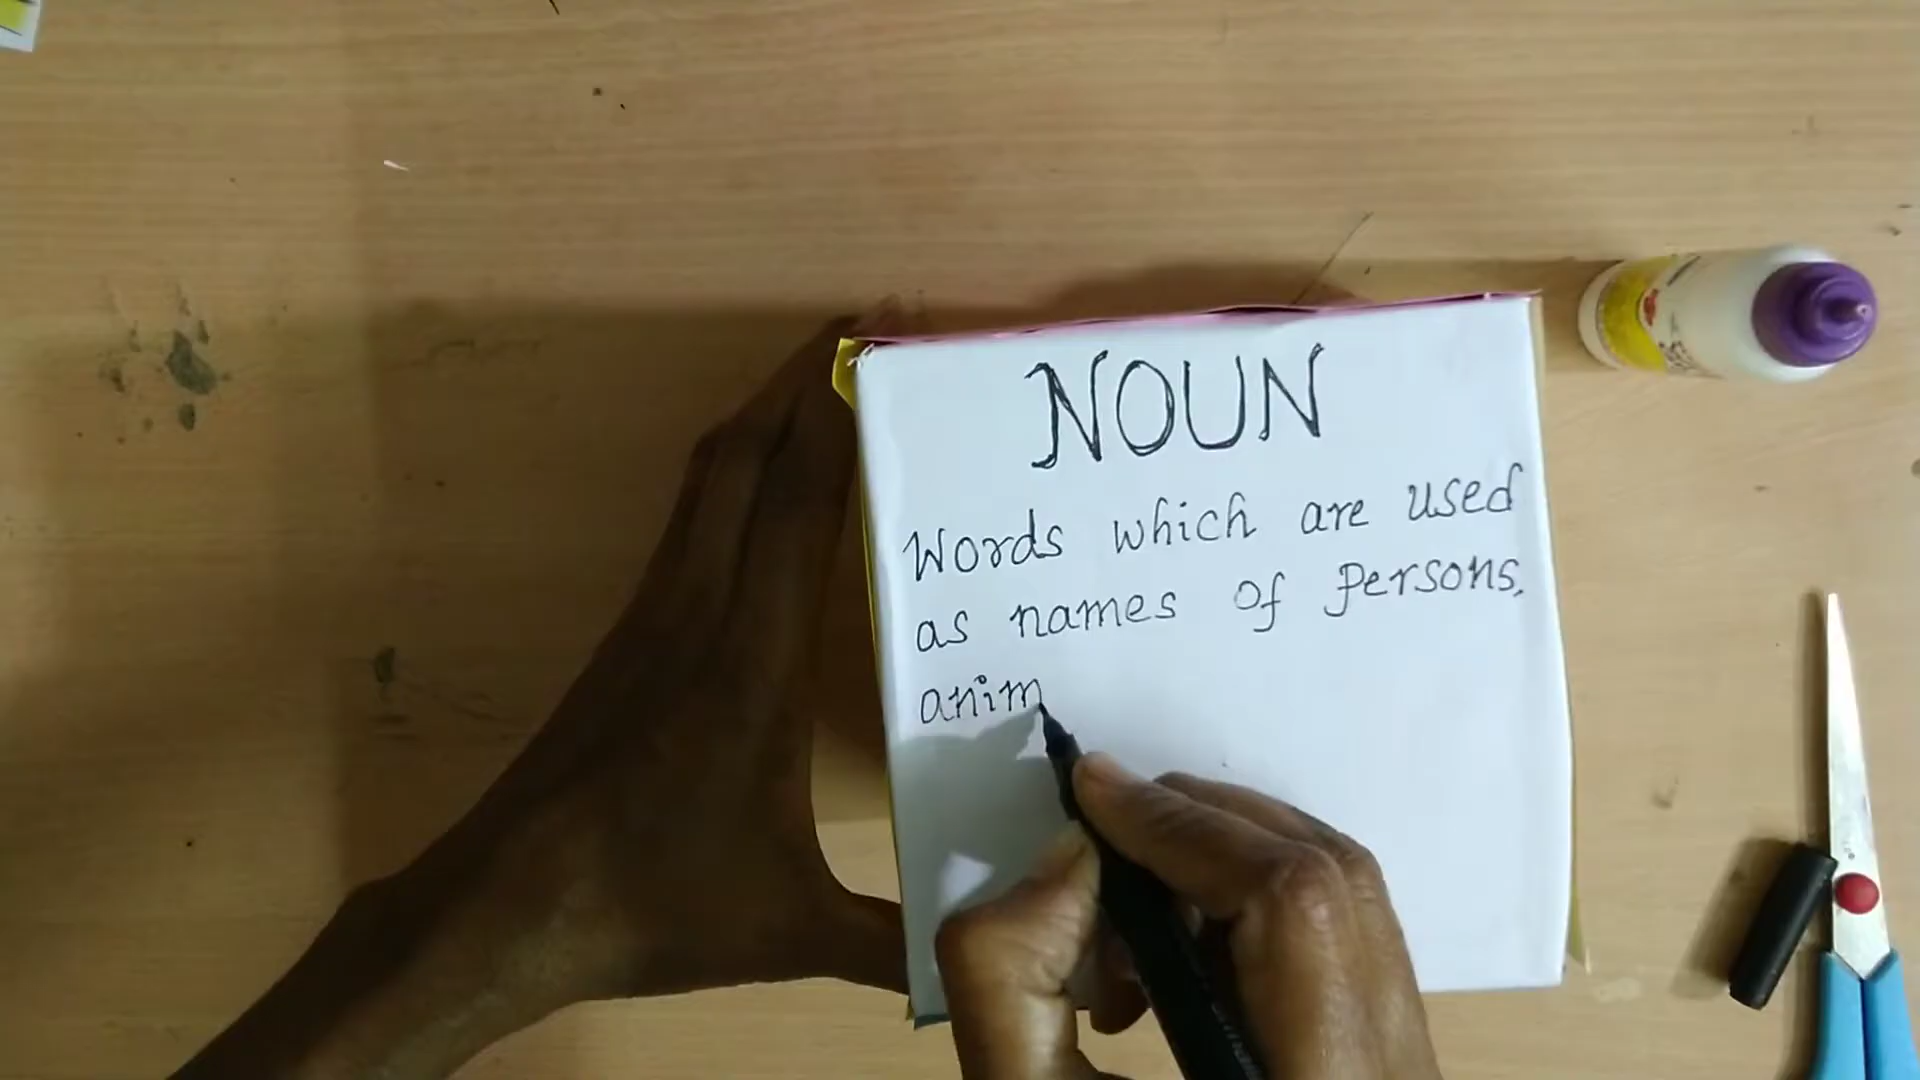 NOUN
Words which are used
as names of persons,
anim